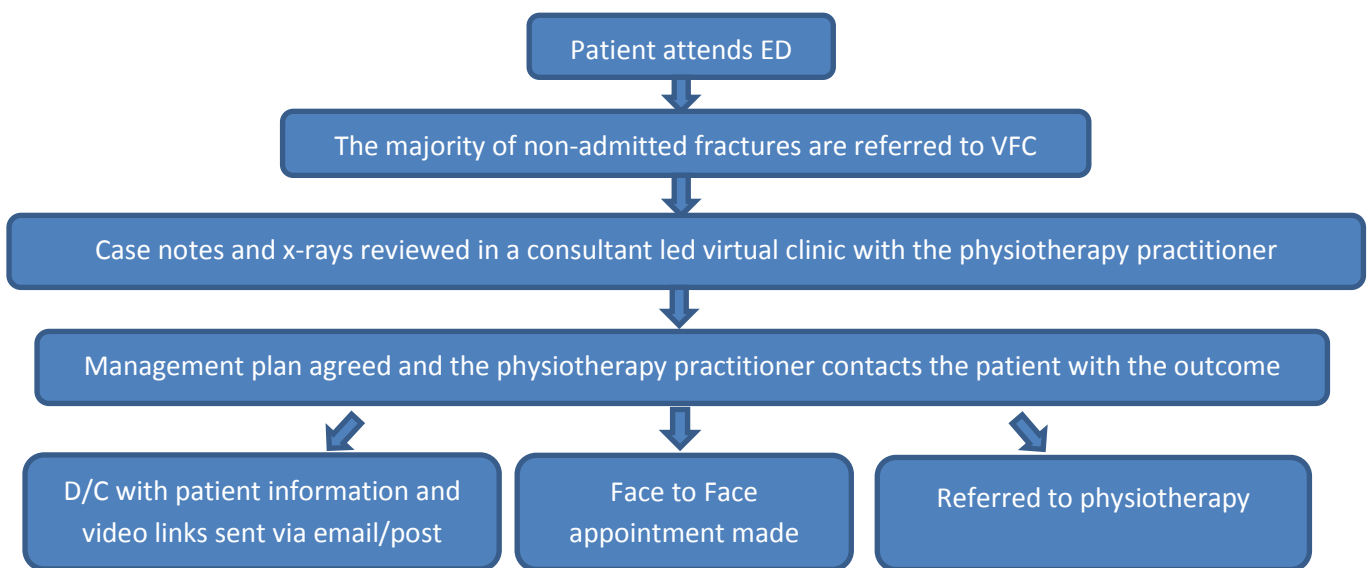 Patient attends ED
The majority of non-admitted fractures are referred to VFC
Case notes and x-rays reviewed in a consultant led virtual clinic with the physiotherapy practitioner
Management plan agreed and the physiotherapy practitioner contacts the patient with the outcome
D/C with patient information and
video links sent via email/post
Face to Face
appointment made
Referred to physiotherapy